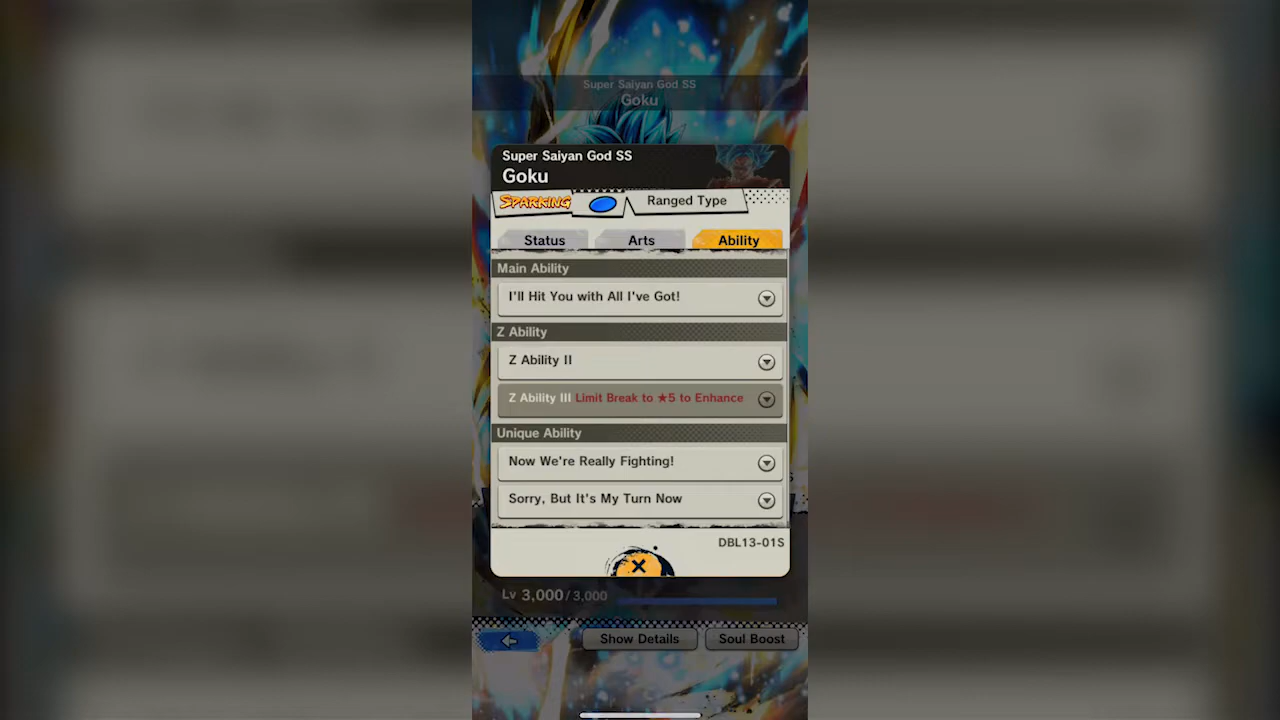 Super Saiyan God SS
Goku
Super Saiyan God SS
Goku
SPARKING
Ranged Type
Status
Arts
Ability
Main Ability
I'll Hit You with All I've Got!
Z Ability
Z Ability II
Z Ability III Limit Break to ★5 to Enhance
Unique Ability
Now We're Really Fighting!
Sorry, But It's My Turn Now
DBL13-01S
Lv 3,000/3,000
Show Details
Soul Boost